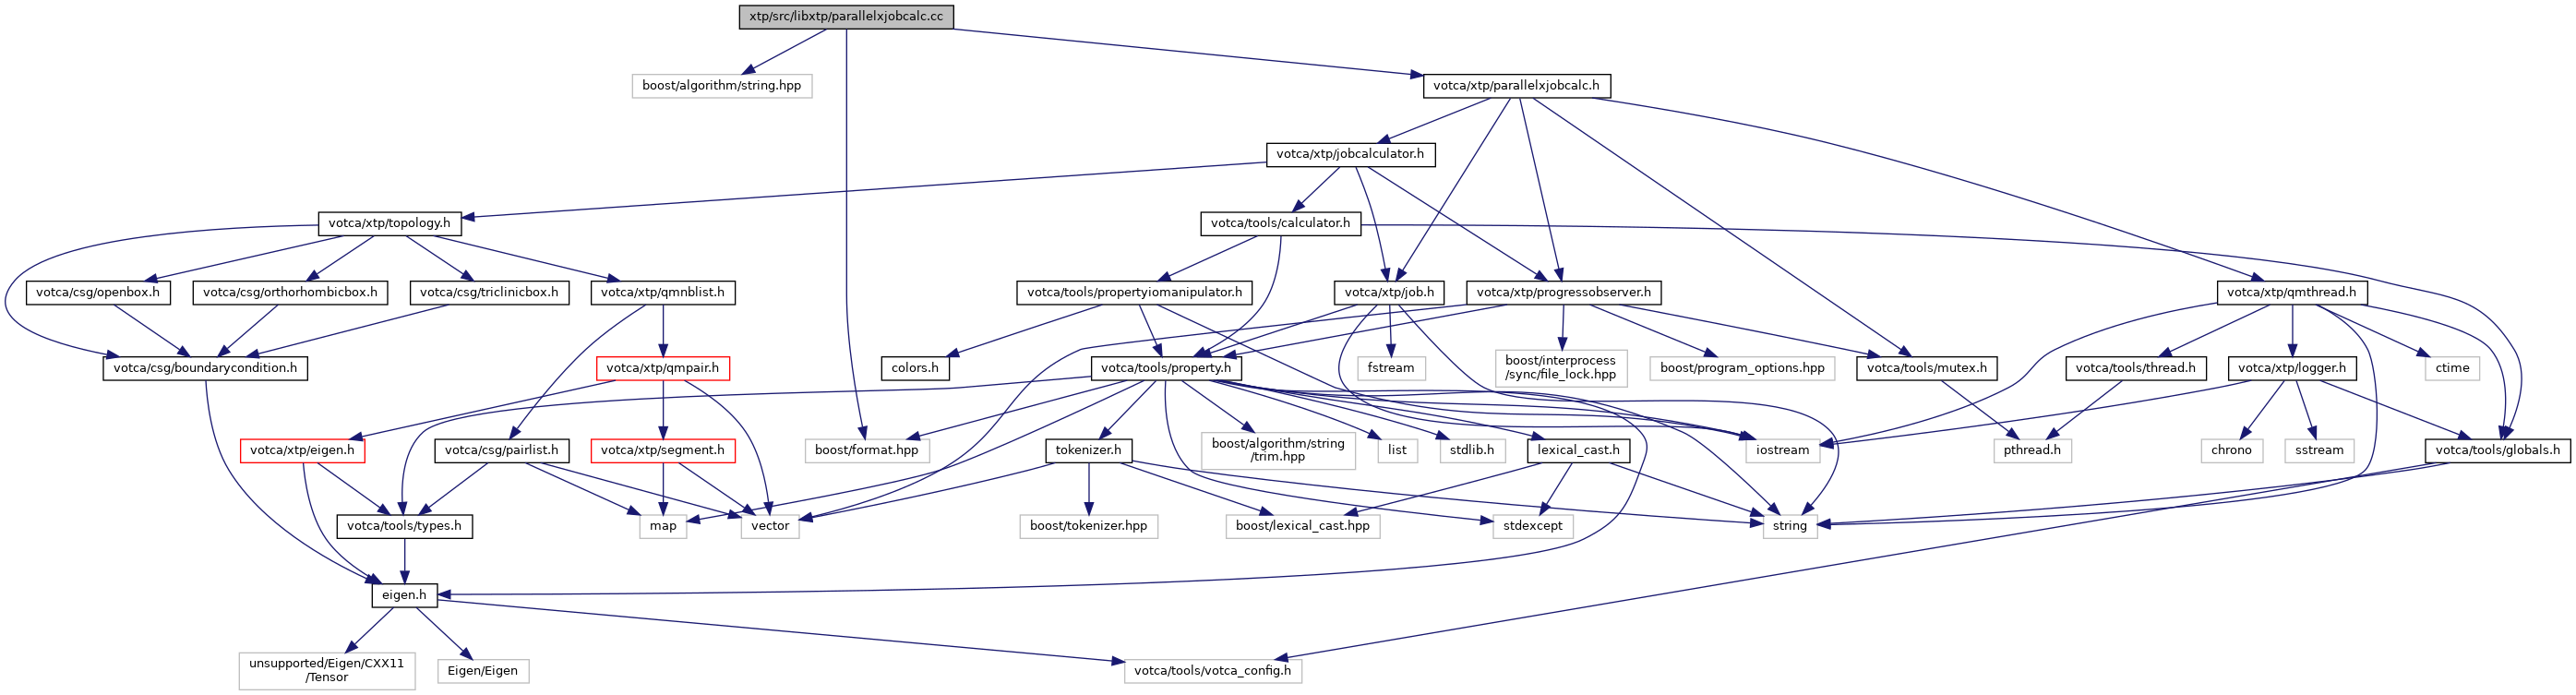 xtp/src/libxtp/parallelxjobcalc.cc
boost/algorithm/string.hpp
votca/xtp/parallelxjobcalc.h
votca/xtp/jobcalculator.h
votca/xtp/topology.h
votca/tools/calculator.h
votca/csg/openbox.h
votca/csg/orthorhombicbox.h
votca/csg/triclinicbox.h
votca/xtp/qmnblist.h
votca/tools/propertyiomanipulator.h
votca/xtp/job.h
votca/xtp/progressobserver.h
votca/xtp/qmthread.h
votca/csg/boundarycondition.h
votca/xtp/qmpair.h
colors.h
votca/tools/property.h
fstream
boost/interprocess
/sync/file_lock.hpp
boost/program_options.hpp
votca/tools/mutex.h
votca/tools/thread.h
votca/xtp/logger.h
ctime
votca/xtp/eigen.h
votca/csg/pairlist.h
votca/xtp/segment.h
boost/format.hpp
tokenizer.h
boost/algorithm/string
/trim.hpp
list
stdlib.h
lexical_cast.h
iostream
pthread.h
chrono
sstream
votca/tools/globals.h
votca/tools/types.h
map
vector
boost/tokenizer.hpp
boost/lexical_cast.hpp
stdexcept
string
eigen.h
unsupported/Eigen/CXX11
/Tensor
Eigen/Eigen
votca/tools/votca_config.h